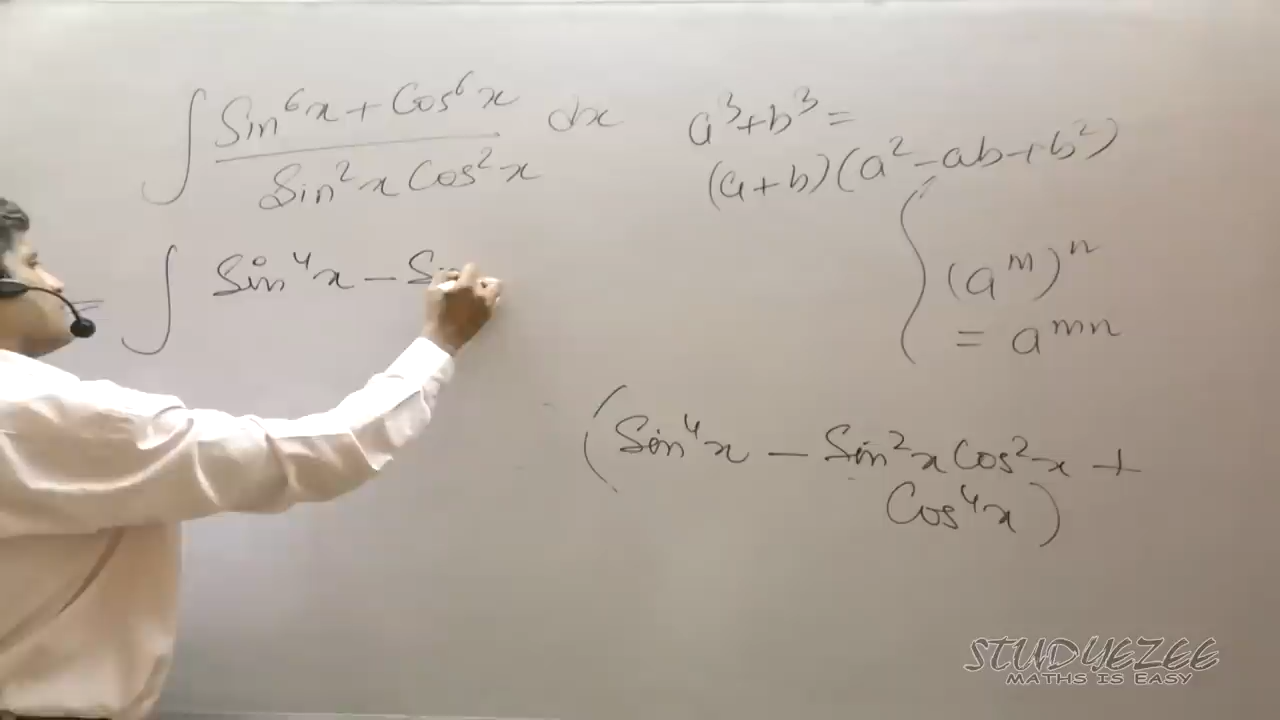 ∫ Sin⁶x + Cos⁶x / Sin²x Cos²x dx
a³+b³ =
(a+b)(a²-ab+b²)
= ∫ Sin⁴x - S
(aᵐ)ⁿ
= aᵐⁿ
(Sin⁴x - Sin²x Cos²x +
Cos⁴x)
STUDYEZEE
MATHS IS EASY